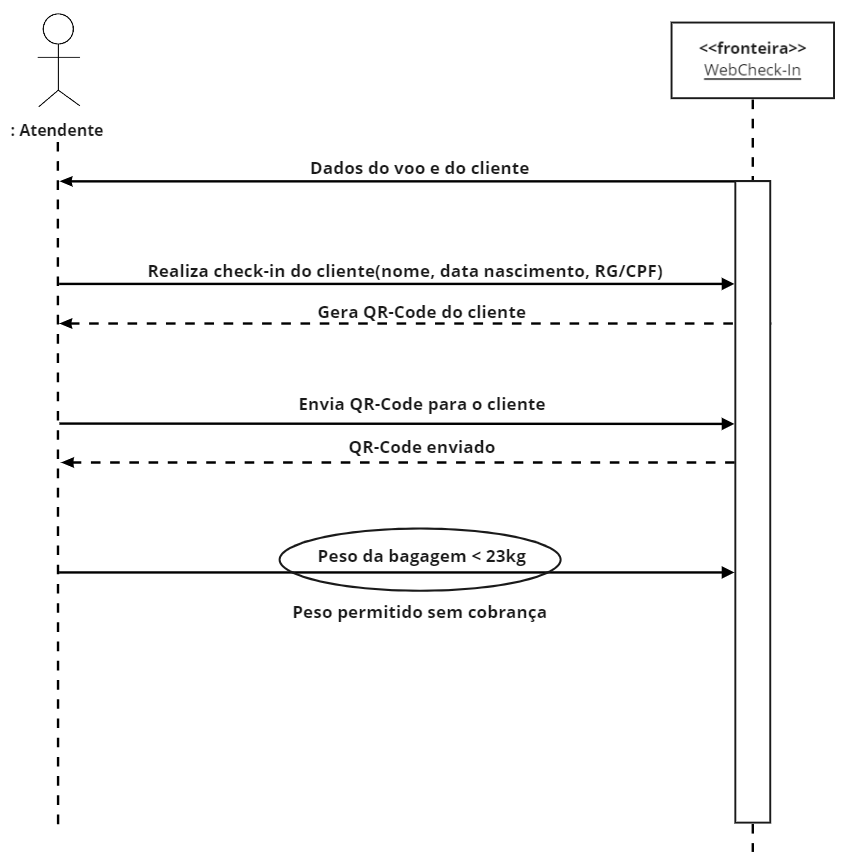 <<fronteira>>
WebCheck-In
: Atendente
Dados do voo e do cliente
Realiza check-in do cliente(nome, data nascimento, RG/CPF)
Gera QR-Code do cliente
Envia QR-Code para o cliente
QR-Code enviado
Peso da bagagem < 23kg
Peso permitido sem cobrança